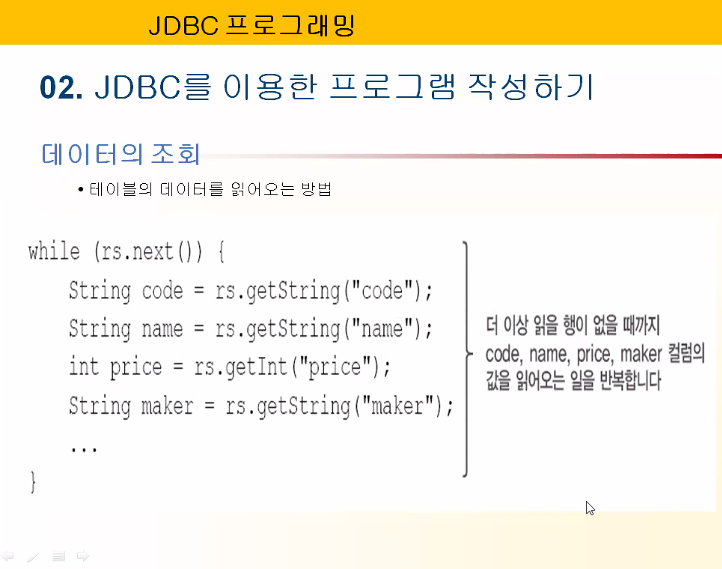 JDBC 프로그래밍
02. JDBC를 이용한 프로그램 작성하기
데이터의 조회
• 테이블의 데이터를 읽어오는 방법
while (rs.next()) {
String code = rs.getString("code");
String name = rs.getString("name");
int price = rs.getInt("price");
String maker = rs.getString("maker");
...
}
더 이상 읽을 행이 없을 때까지
code, name, price, maker 컬럼의
값을 읽어오는 일을 반복합니다